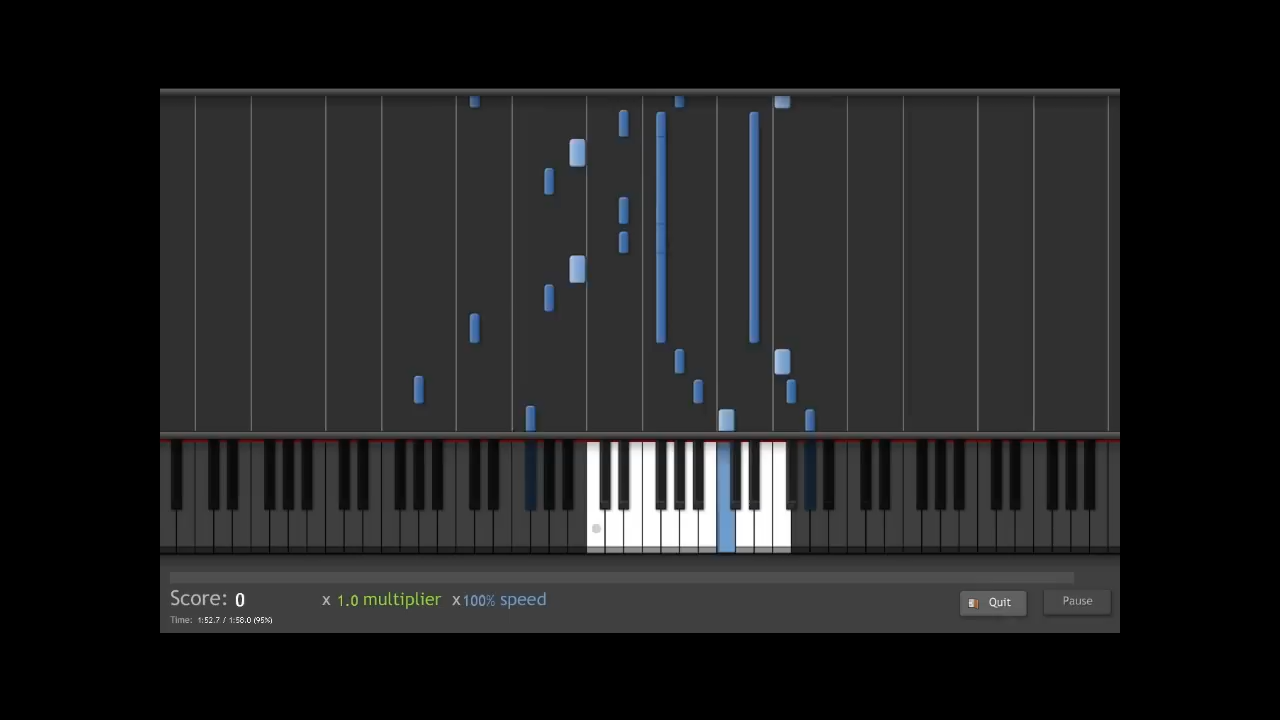 Score: 0 x 1.0 multiplier x100% speed Quit Pause
Time: 1:52.7 / 1:58.0 (95%)